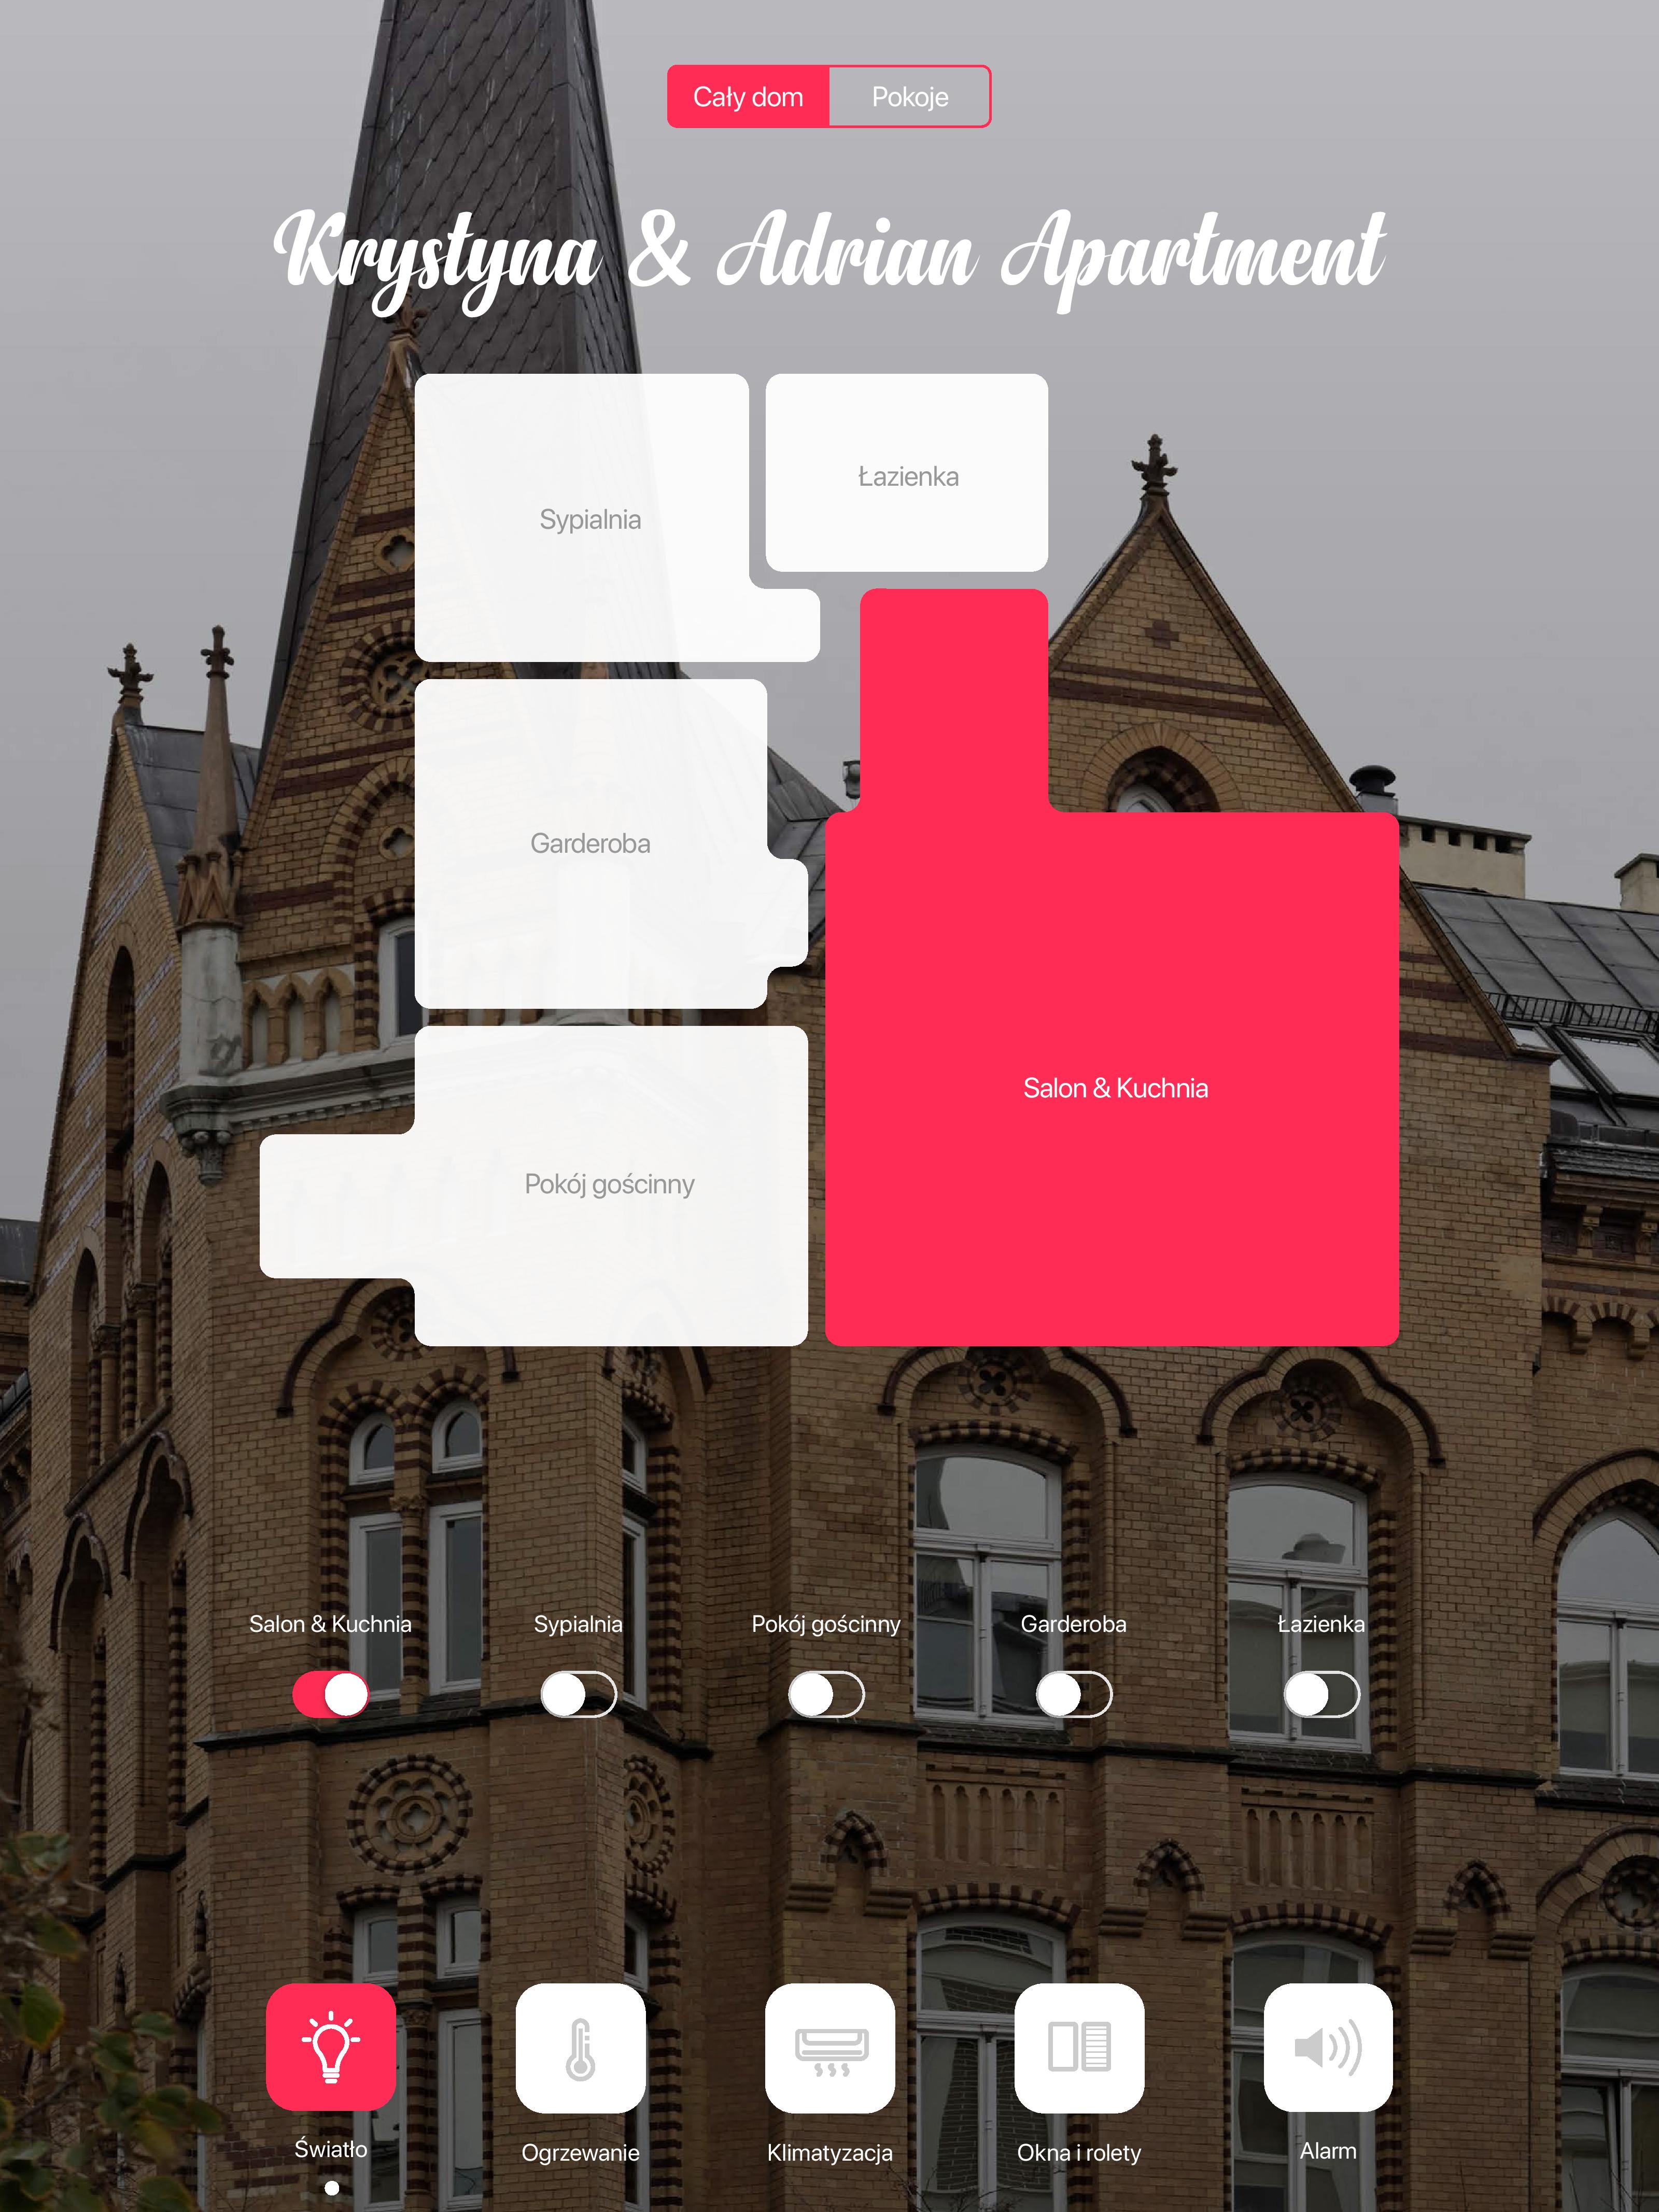 Cały dom Pokoje
Krystyna & Adrian Apartment
Łazienka
Sypialnia
Garderoba
Salon & Kuchnia
Pokój gościnny
Salon & Kuchnia Sypialnia Pokój gościnny Garderoba Łazienka
Światło Ogrzewanie Klimatyzacja Okna i rolety Alarm